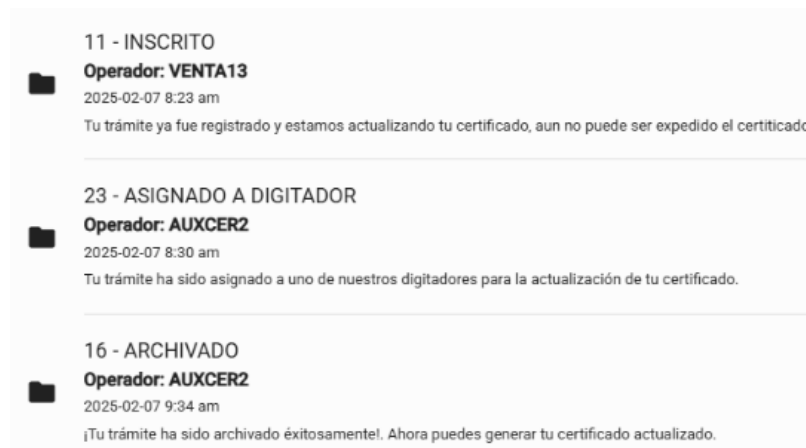 11 - INSCRITO
Operador: VENTA13
2025-02-07 8:23 am
Tu trámite ya fue registrado y estamos actualizando tu certificado, aun no puede ser expedido el certiticado
23 - ASIGNADO A DIGITADOR
Operador: AUXCER2
2025-02-07 8:30 am
Tu trámite ha sido asignado a uno de nuestros digitadores para la actualización de tu certificado.
16 - ARCHIVADO
Operador: AUXCER2
2025-02-07 9:34 am
¡Tu trámite ha sido archivado éxitosamente!. Ahora puedes generar tu certificado actualizado.